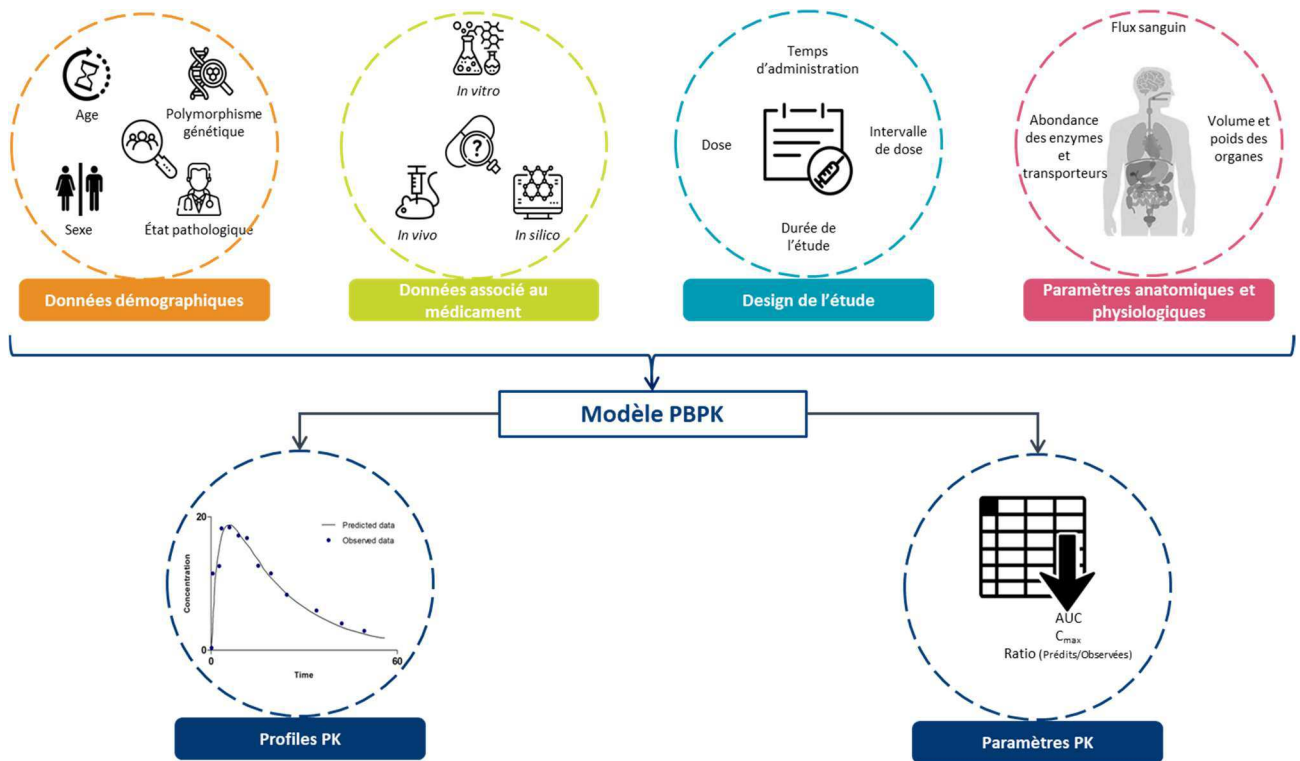 Age
Polymorphisme
génétique
Sexe
État pathologique
Données démographiques
In vitro
?
In vivo
In silico
Données associé au
médicament
Temps
d’administration
Dose
Intervalle
de dose
Durée de
l’étude
Design de l’étude
Flux sanguin
Abondance
des enzymes
et
transporteurs
Volume et
poids des
organes
Paramètres anatomiques et
physiologiques
Modèle PBPK
20
Predicted data
Observed data
Concentration
0
0
60
Time
Profiles PK
AUC
Cmax
Ratio (Prédits/Observées)
Paramètres PK